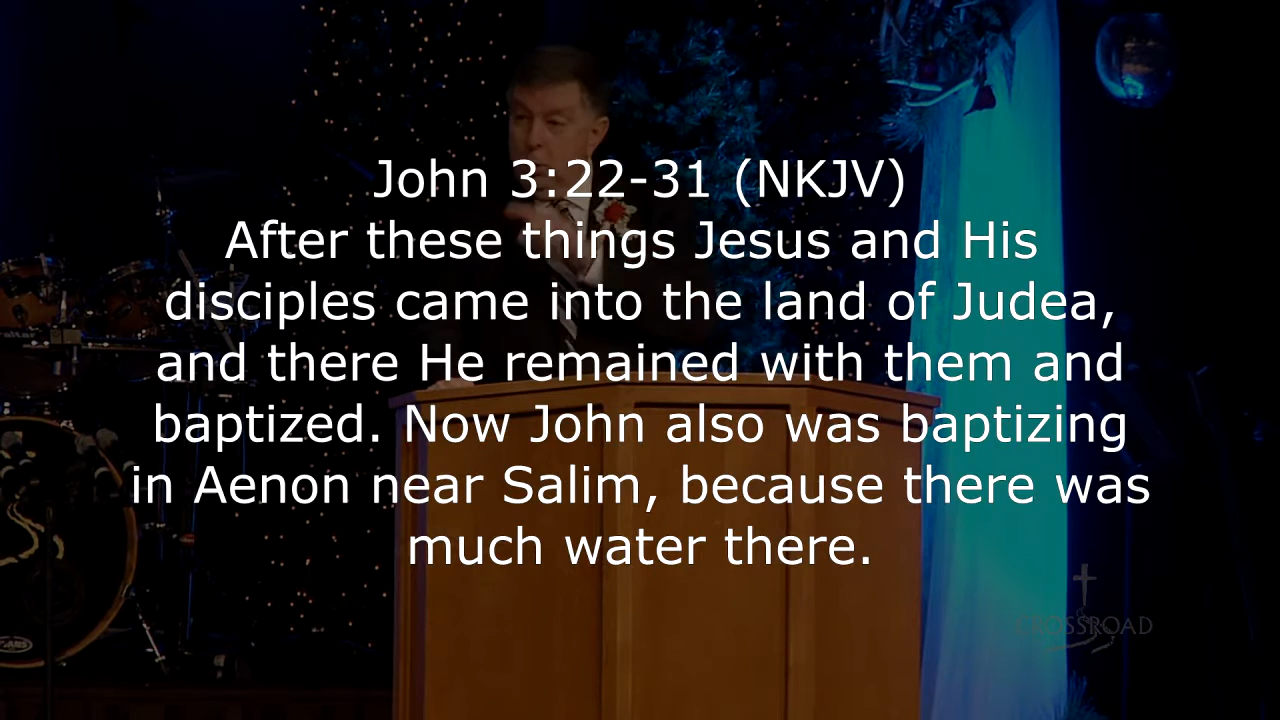 John 3:22-31 (NKJV)
After these things Jesus and His
disciples came into the land of Judea,
and there He remained with them and
baptized. Now John also was baptizing
in Aenon near Salim, because there was
much water there.
CROSSROAD
EVANS